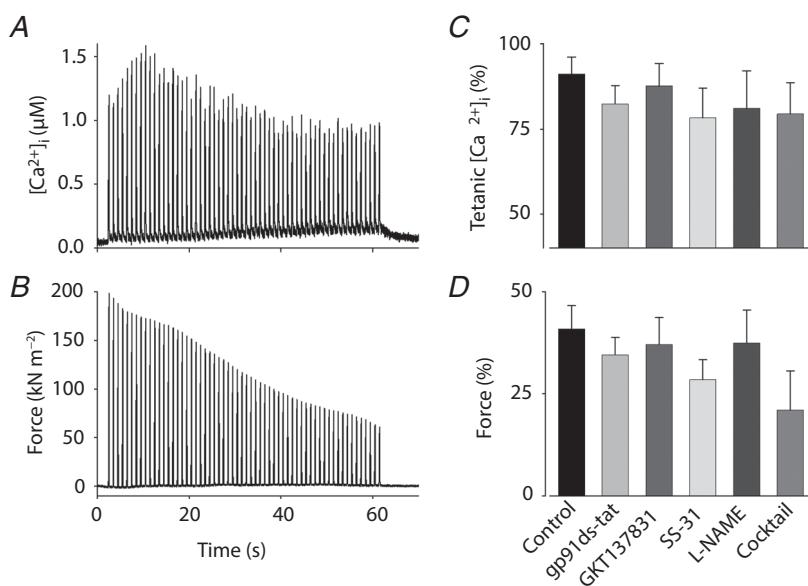 A
[Ca²⁺]ᵢ (μM)
1.5
1.0
0.5
0.0
B
Force (kN m⁻²)
200
150
100
50
0
0
20
40
60
Time (s)
C
Tetanic [Ca ²⁺]ᵢ (%)
100
75
50
D
Force (%)
50
25
0
Control
gp91ds-tat
GKT137831
SS-31
L-NAME
Cocktail